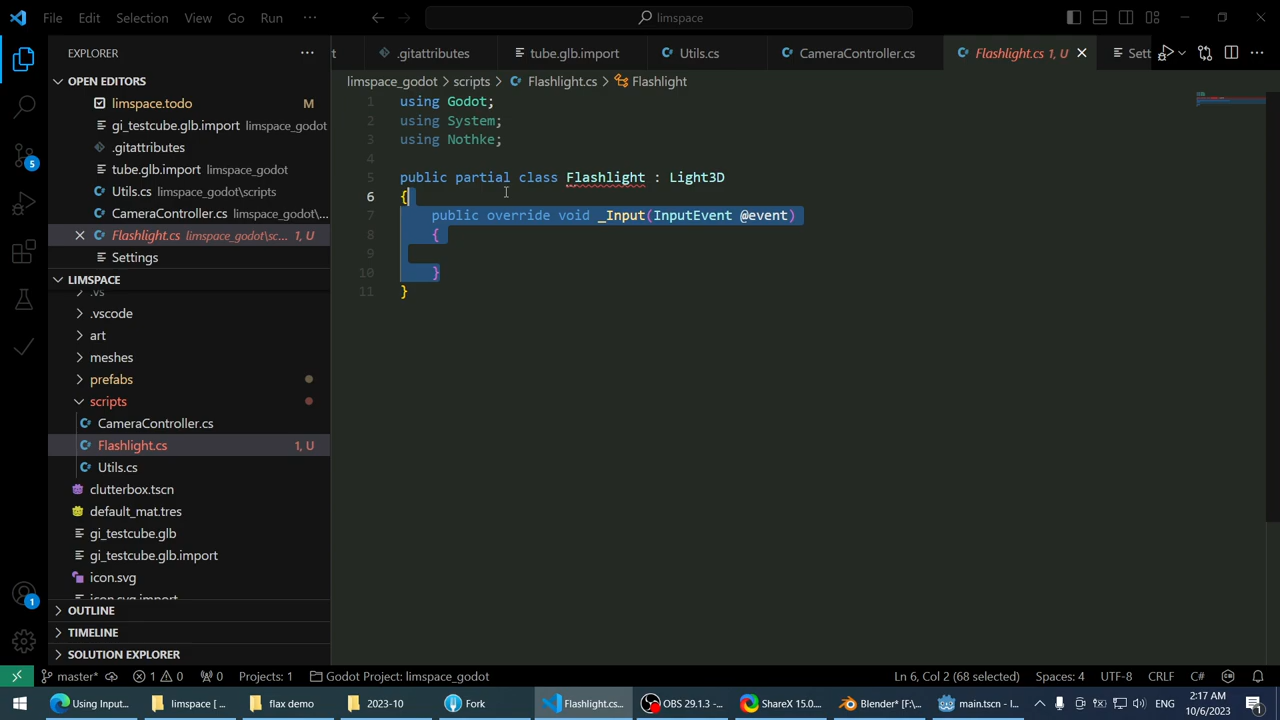 File Edit Selection View Go Run ···
limspace
EXPLORER
OPEN EDITORS
limspace.todo M
gi_testcube.glb.import limspace_godot
.gitattributes
tube.glb.import limspace_godot
Utils.cs limspace_godot\scripts
CameraController.cs limspace_godot\...
Flashlight.cs limspace_godot\sc... 1, U
Settings
LIMSPACE
.vs
.vscode
art
meshes
prefabs
scripts
CameraController.cs
Flashlight.cs 1, U
Utils.cs
clutterbox.tscn
default_mat.tres
gi_testcube.glb
gi_testcube.glb.import
icon.svg
icon.svg.import
OUTLINE
TIMELINE
SOLUTION EXPLORER
5
1
t .gitattributes tube.glb.import Utils.cs CameraController.cs Flashlight.cs 1, U Sett
limspace_godot > scripts > Flashlight.cs > Flashlight
1 using Godot;
2 using System;
3 using Nothke;
4
5 public partial class Flashlight : Light3D
6 {
7 public override void _Input(InputEvent @event)
8 {
9
10 }
11 }
master* 1 0 0 Projects: 1 Godot Project: limspace_godot Ln 6, Col 2 (68 selected) Spaces: 4 UTF-8 CRLF C#
Using Input... limspace [ ... flax demo 2023-10 Fork Flashlight.cs... OBS 29.1.3 -... ShareX 15.0... Blender* [F:\... main.tscn - l... ENG 2:17 AM
10/6/2023